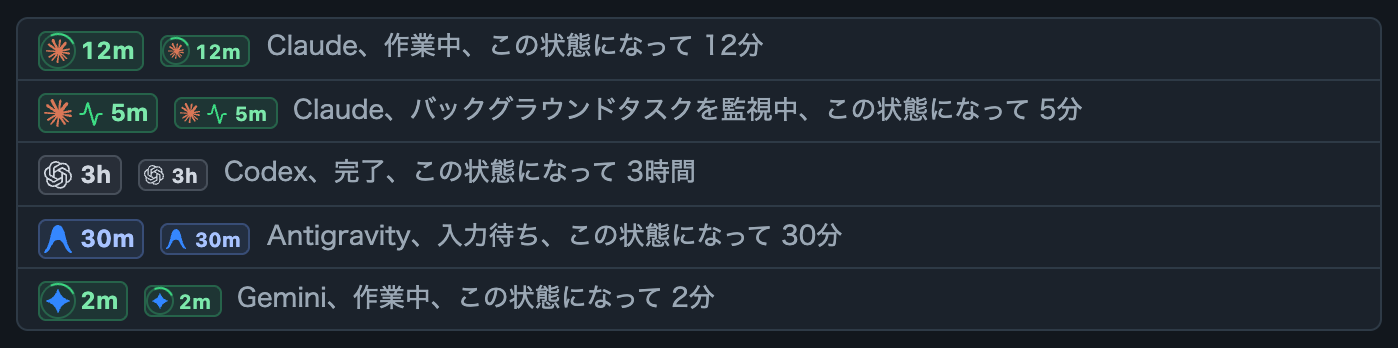 12m 12m Claude、作業中、この状態になって 12分
5m 5m Claude、バックグラウンドタスクを監視中、この状態になって 5分
3h 3h Codex、完了、この状態になって 3時間
30m 30m Antigravity、入力待ち、この状態になって 30分
2m 2m Gemini、作業中、この状態になって 2分